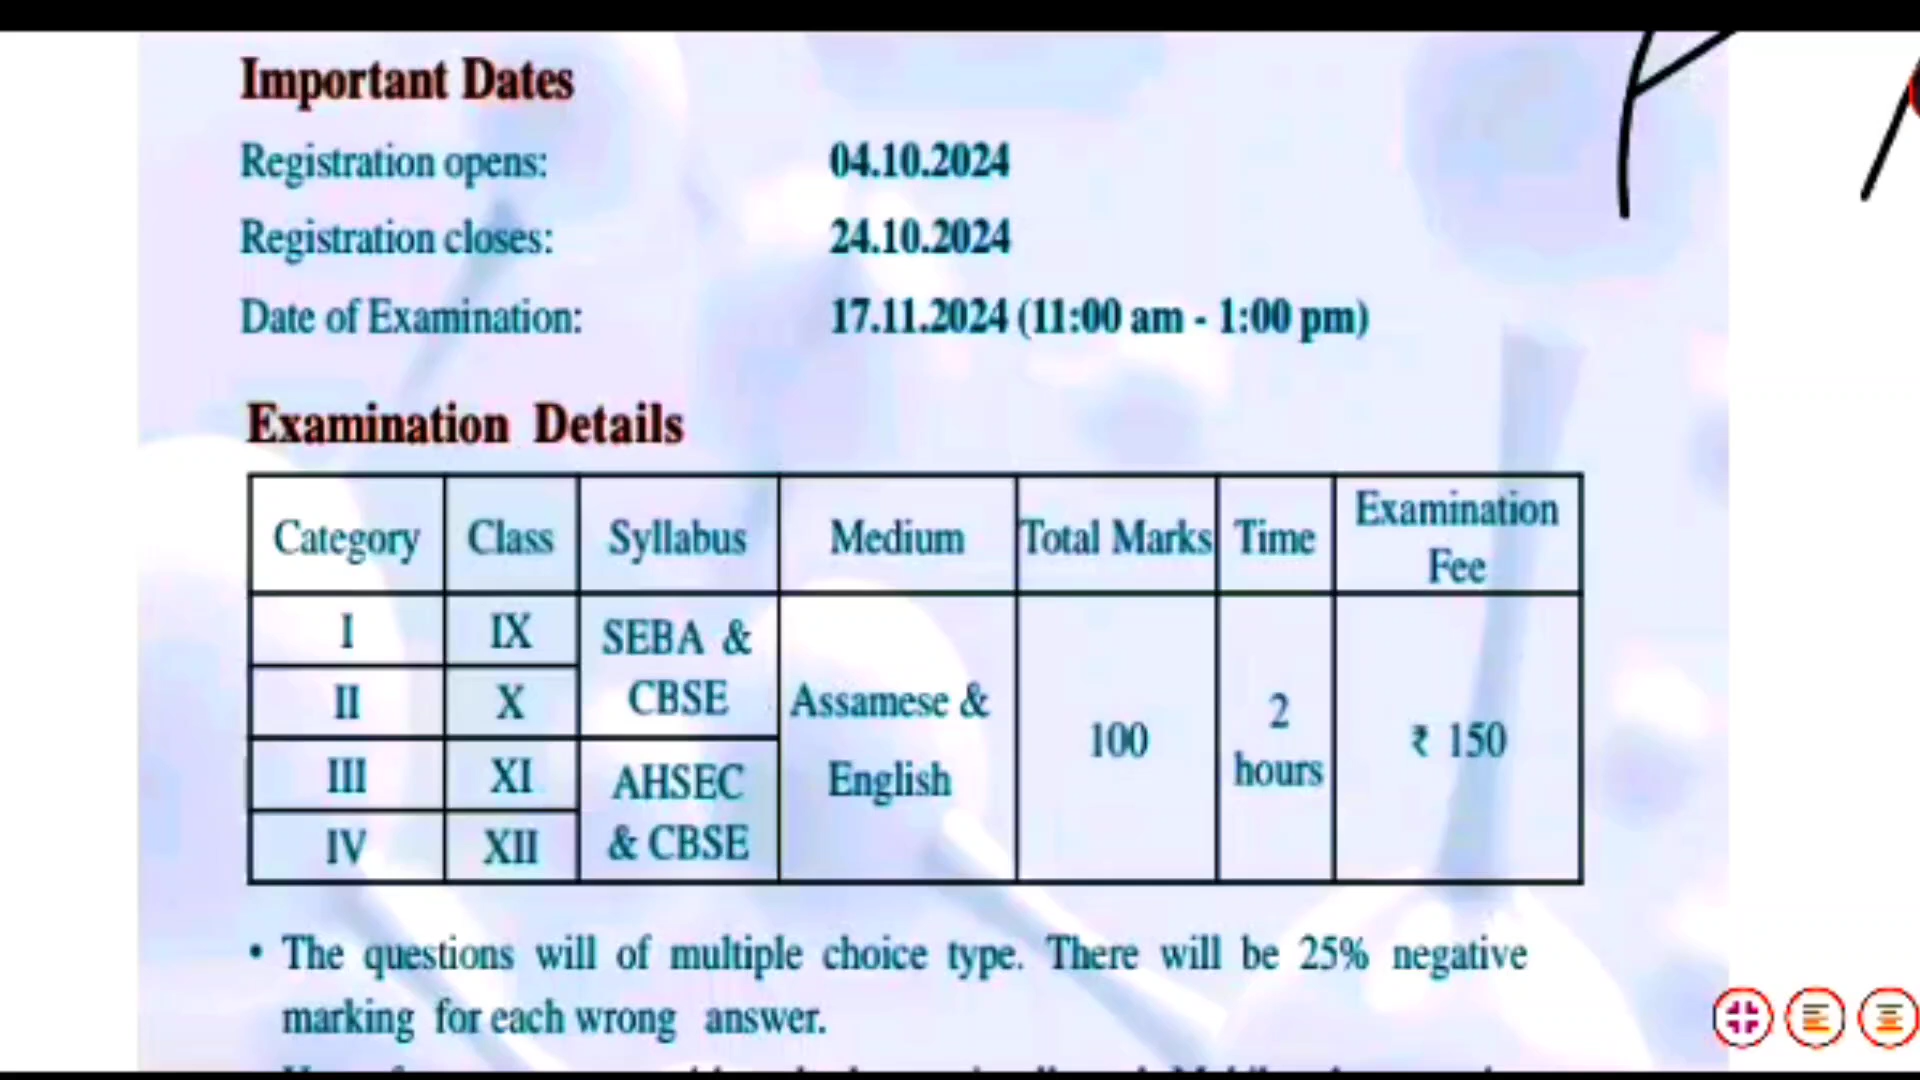 Important Dates
Registration opens: 04.10.2024
Registration closes: 24.10.2024
Date of Examination: 17.11.2024 (11:00 am - 1:00 pm)
Examination Details
Category Class Syllabus Medium Total Marks Time Examination Fee
I IX SEBA & CBSE Assamese & English 100 2 hours ₹ 150
II X
III XI AHSEC & CBSE
IV XII
• The questions will of multiple choice type. There will be 25% negative
marking for each wrong answer.